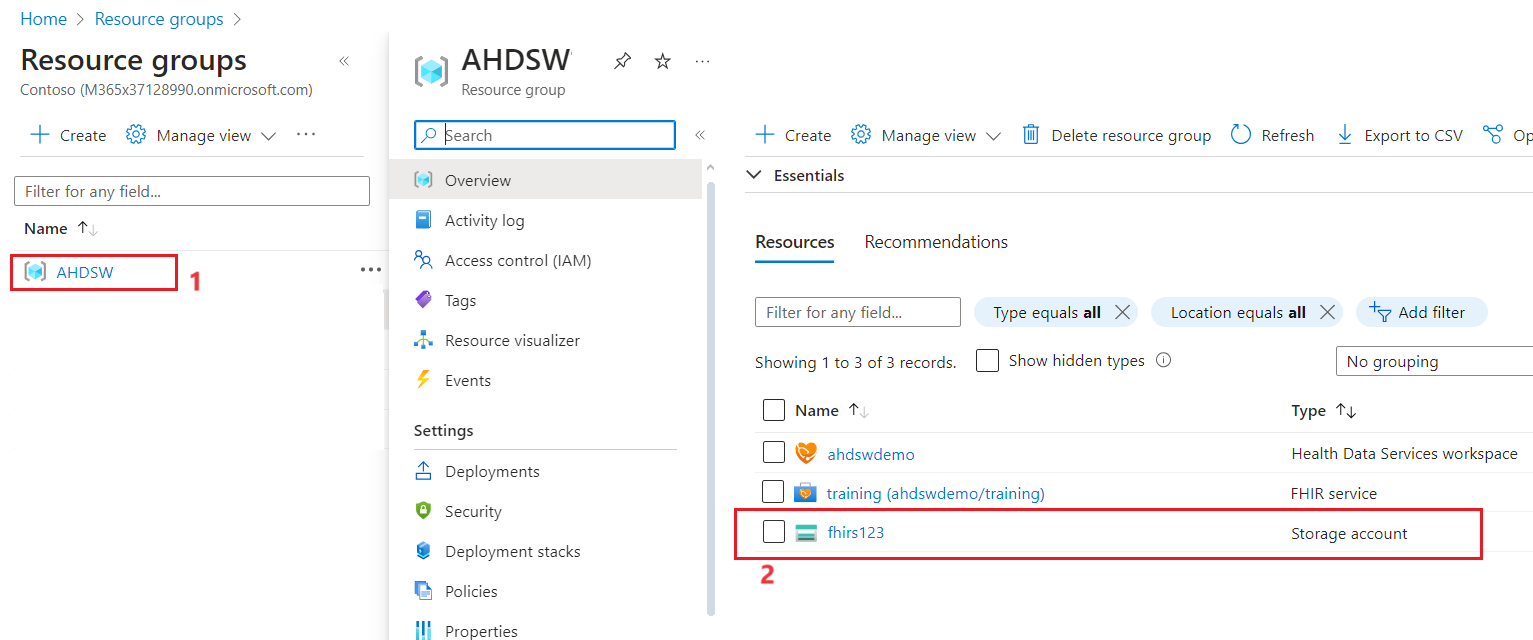 Home > Resource groups >
Resource groups «
Contoso (M365x37128990.onmicrosoft.com)
+ Create Manage view ...
Filter for any field...
Name ↑↓
AHDSW ... 1
AHDSW ...
Resource group
Search «
Overview
Activity log
Access control (IAM)
Tags
Resource visualizer
Events
Settings
Deployments
Security
Deployment stacks
Policies
Properties
+ Create Manage view Delete resource group Refresh Export to CSV Op
Essentials
Resources Recommendations
Filter for any field... Type equals all Location equals all Add filter
Showing 1 to 3 of 3 records. Show hidden types No grouping
Name ↑↓ Type ↑↓
ahdswdemo Health Data Services workspace
training (ahdswdemo/training) FHIR service
fhirs123 Storage account
2